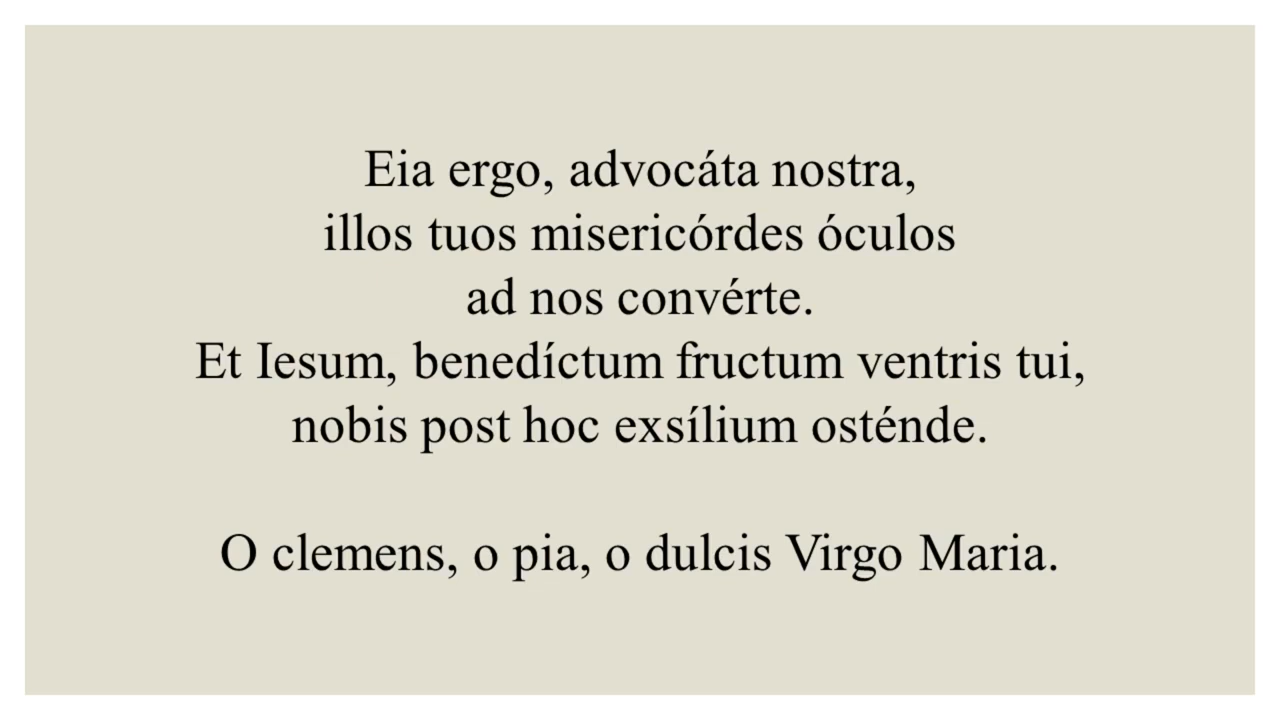 Eia ergo, advocáta nostra,
illos tuos misericórdes óculos
ad nos convérte.
Et Iesum, benedíctum fructum ventris tui,
nobis post hoc exsílium osténde.
O clemens, o pia, o dulcis Virgo Maria.